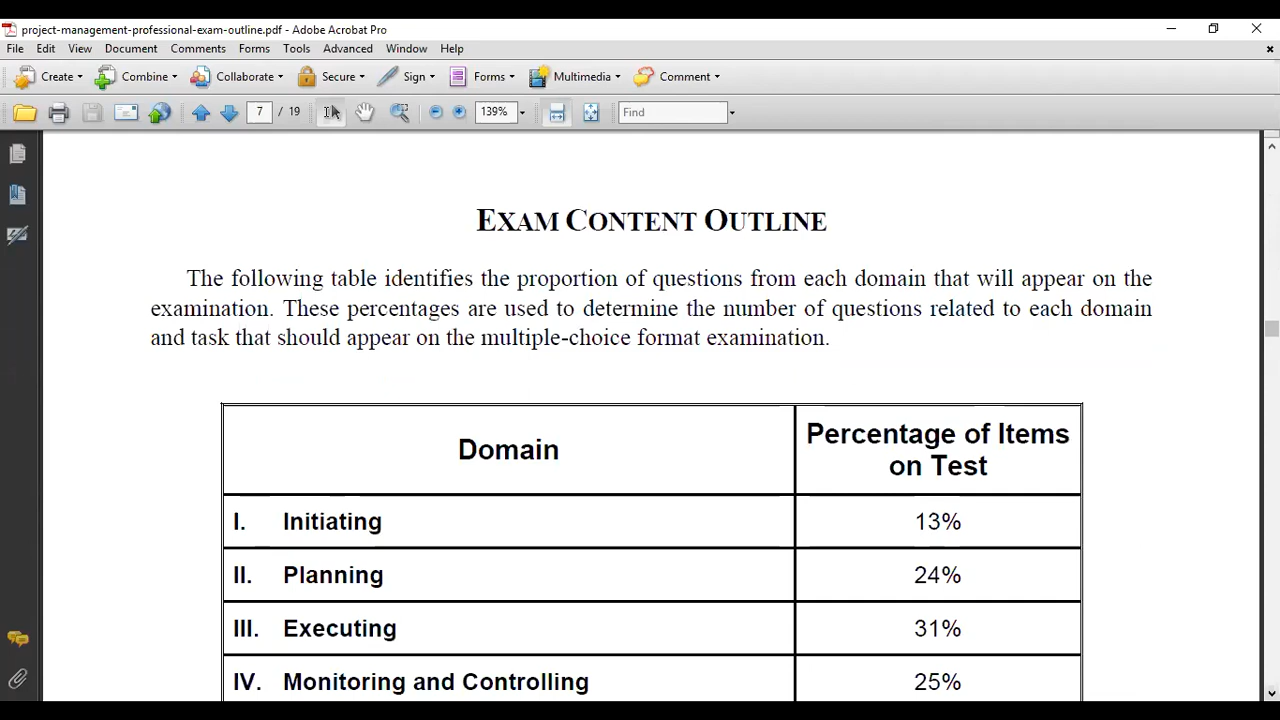 project-management-professional-exam-outline.pdf - Adobe Acrobat Pro
File Edit View Document Comments Forms Tools Advanced Window Help
Create Combine Collaborate Secure Sign Forms Multimedia Comment
7 / 19 139% Find
EXAM CONTENT OUTLINE
The following table identifies the proportion of questions from each domain that will appear on the
examination. These percentages are used to determine the number of questions related to each domain
and task that should appear on the multiple-choice format examination.
Domain Percentage of Items
on Test
I. Initiating 13%
II. Planning 24%
III. Executing 31%
IV. Monitoring and Controlling 25%